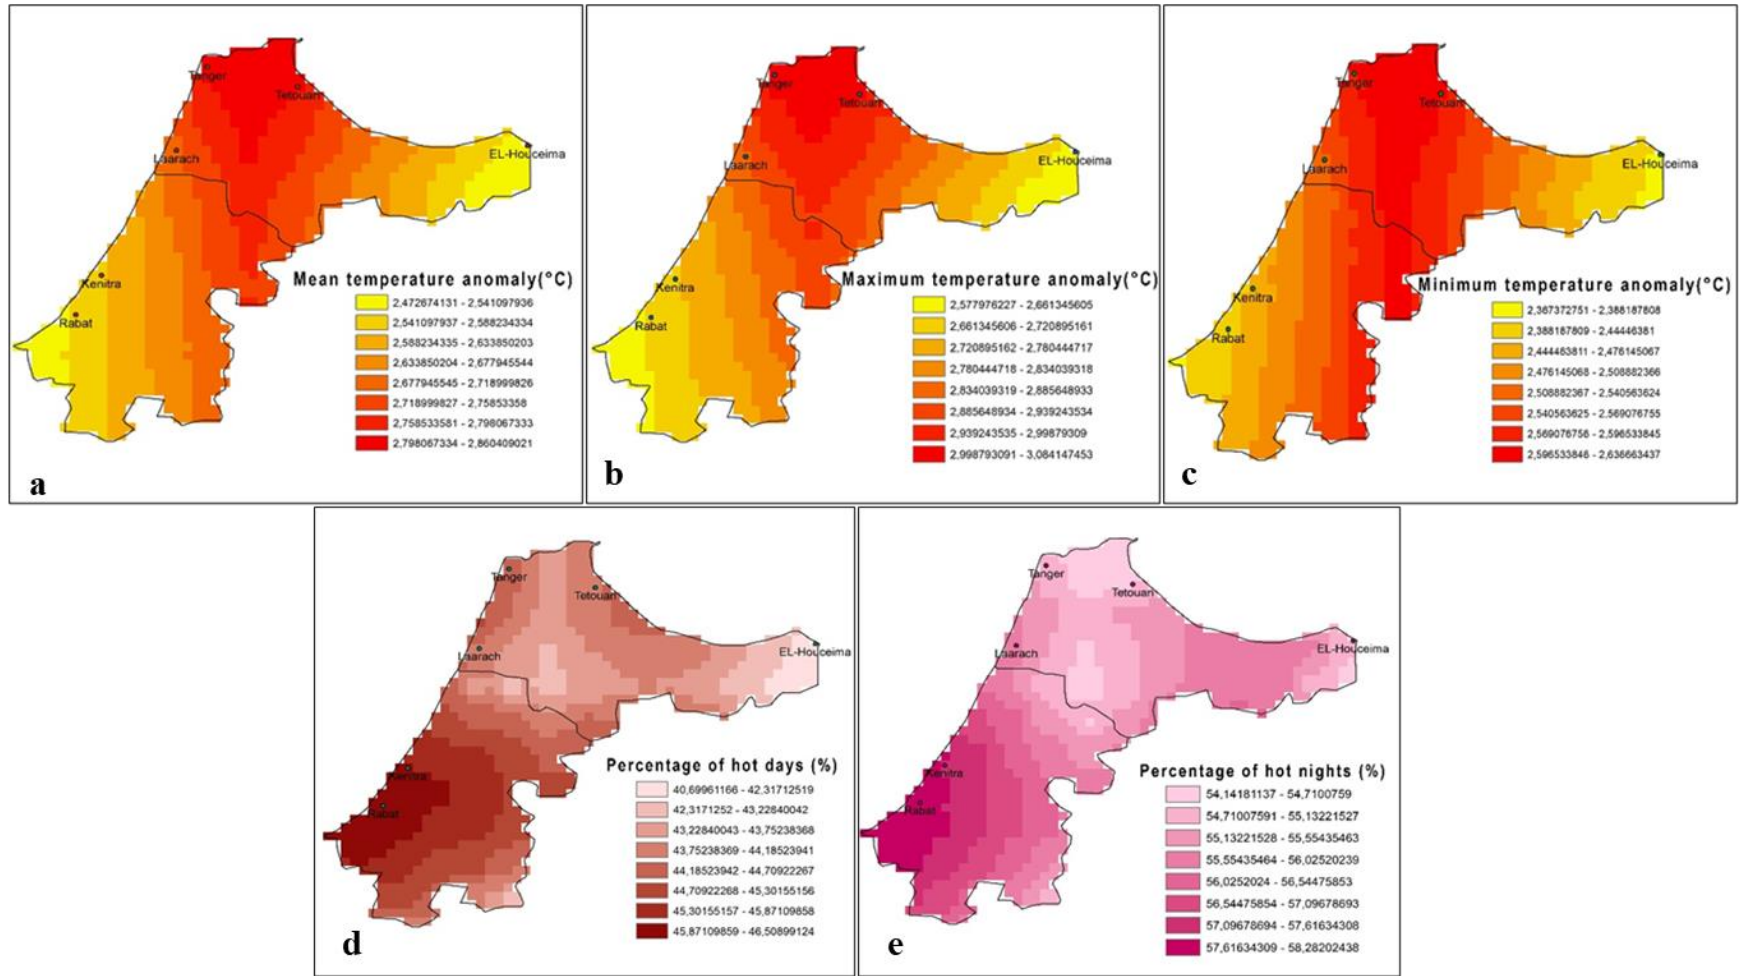 Tanger
Tetouan
Laarach
EL-Houceima
Kenitra
Rabat
Mean temperature anomaly(°C)
2,472674131 - 2,541097936
2,541097937 - 2,588234334
2,588234335 - 2,633850203
2,633850204 - 2,677945544
2,677945545 - 2,718999826
2,718999827 - 2,75853358
2,758533581 - 2,798067333
2,798067334 - 2,860409021
a
Tanger
Tetouan
Laarach
EL-Houceima
Kenitra
Rabat
Maximum temperature anomaly(°C)
2,577976227 - 2,661345605
2,661345606 - 2,720895161
2,720895162 - 2,780444717
2,780444718 - 2,834039318
2,834039319 - 2,885648933
2,885648934 - 2,939243534
2,939243535 - 2,99879309
2,998793091 - 3,084147453
b
Tanger
Tetouan
Laarach
EL-Houceima
Kenitra
Rabat
Minimum temperature anomaly(°C)
2,367372751 - 2,388187808
2,388187809 - 2,44446381
2,444463811 - 2,476145067
2,476145068 - 2,508882366
2,508882367 - 2,540563624
2,540563625 - 2,569076755
2,569076756 - 2,596533845
2,596533846 - 2,636663437
c
Tanger
Tetouan
Laarach
EL-Houceima
Kenitra
Rabat
Percentage of hot days (%)
40,69961166 - 42,31712519
42,3171252 - 43,22840042
43,22840043 - 43,75238368
43,75238369 - 44,18523941
44,18523942 - 44,70922267
44,70922268 - 45,30155156
45,30155157 - 45,87109858
45,87109859 - 46,50899124
d
Tanger
Tetouan
Laarach
EL-Houceima
Kenitra
Rabat
Percentage of hot nights (%)
54,14181137 - 54,7100759
54,71007591 - 55,13221527
55,13221528 - 55,55435463
55,55435464 - 56,02520239
56,0252024 - 56,54475853
56,54475854 - 57,09678693
57,09678694 - 57,61634308
57,61634309 - 58,28202438
e